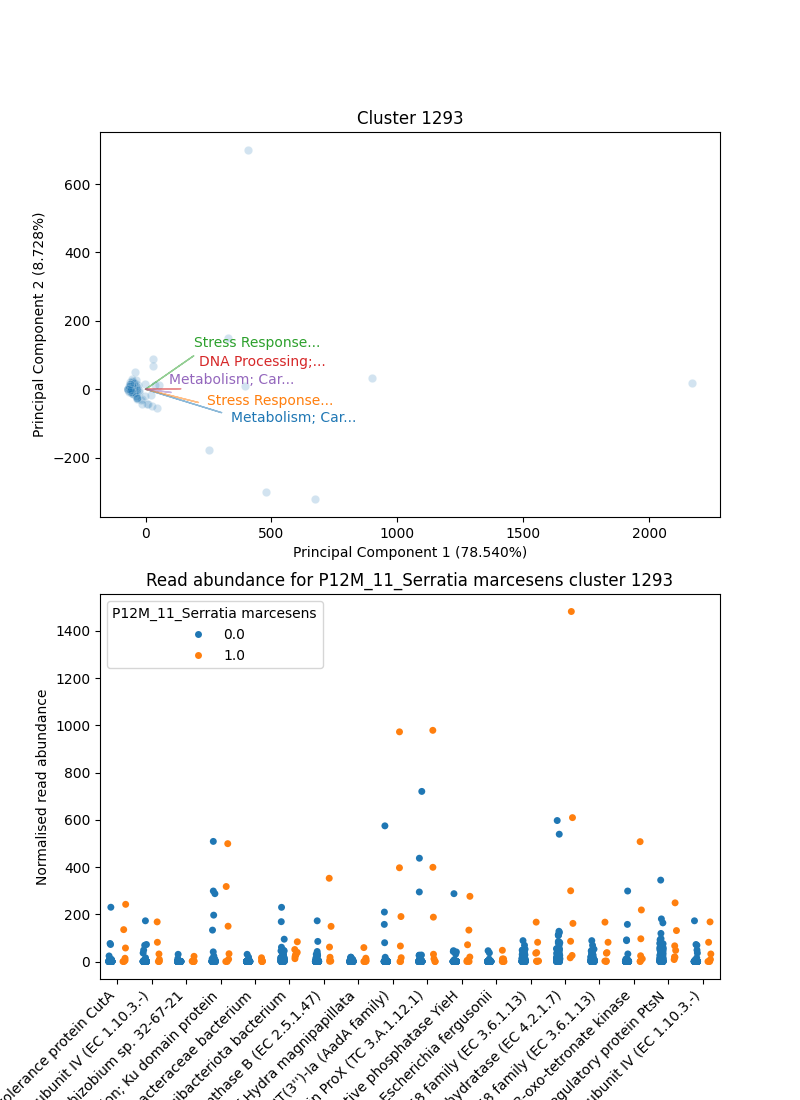 Cluster 1293
Principal Component 2 (8.728%)
600
400
200
0
−200
Stress Response...
DNA Processing;...
Metabolism; Car...
Stress Response...
Metabolism; Car...
0
500
1000
1500
2000
Principal Component 1 (78.540%)
Read abundance for P12M_11_Serratia marcesens cluster 1293
Normalised read abundance
1400
1200
1000
800
600
400
200
0
P12M_11_Serratia marcesens
0.0
1.0
olerance protein CutA
ubunit IV (EC 1.10.3.-)
hizobium sp. 32-67-21
on; Ku domain protein
acteraceae bacterium
ibacteriota bacterium
nthase B (EC 2.5.1.47)
Hydra magnipapillata
T(3")-Ia (AadA family)
in ProX (TC 3.A.1.12.1)
tive phosphatase YieH
Escherichia fergusonii
8 family (EC 3.6.1.13)
hydratase (EC 4.2.1.7)
8 family (EC 3.6.1.13)
2-oxo-tetronate kinase
gulatory protein PtsN
ubunit IV (EC 1.10.3.-)